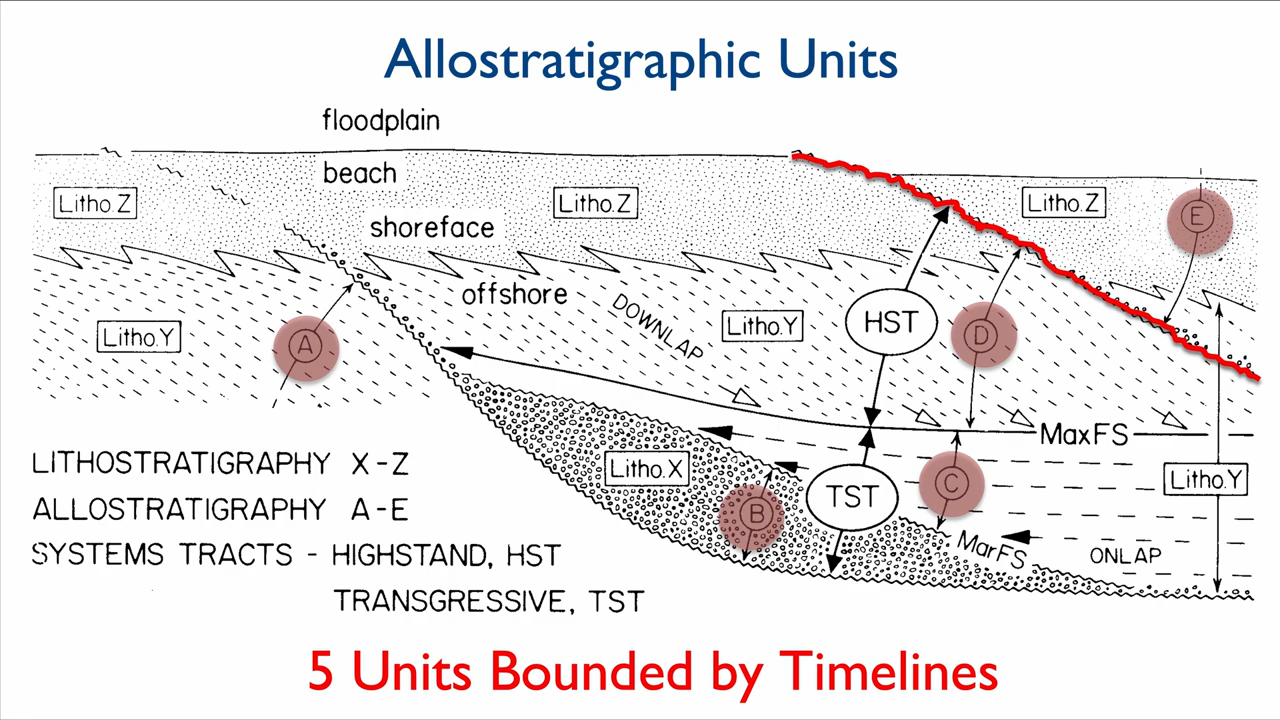 Allostratigraphic Units
floodplain
beach
Litho.Z
Litho.Z
Litho.Z
E
shoreface
offshore
DOWNLAP
Litho.Y
Litho.Y
HST
D
A
MaxFS
LITHOSTRATIGRAPHY X-Z
Litho.X
TST
C
Litho.Y
ALLOSTRATIGRAPHY A-E
B
MarFS
ONLAP
SYSTEMS TRACTS - HIGHSTAND, HST
TRANSGRESSIVE, TST
5 Units Bounded by Timelines